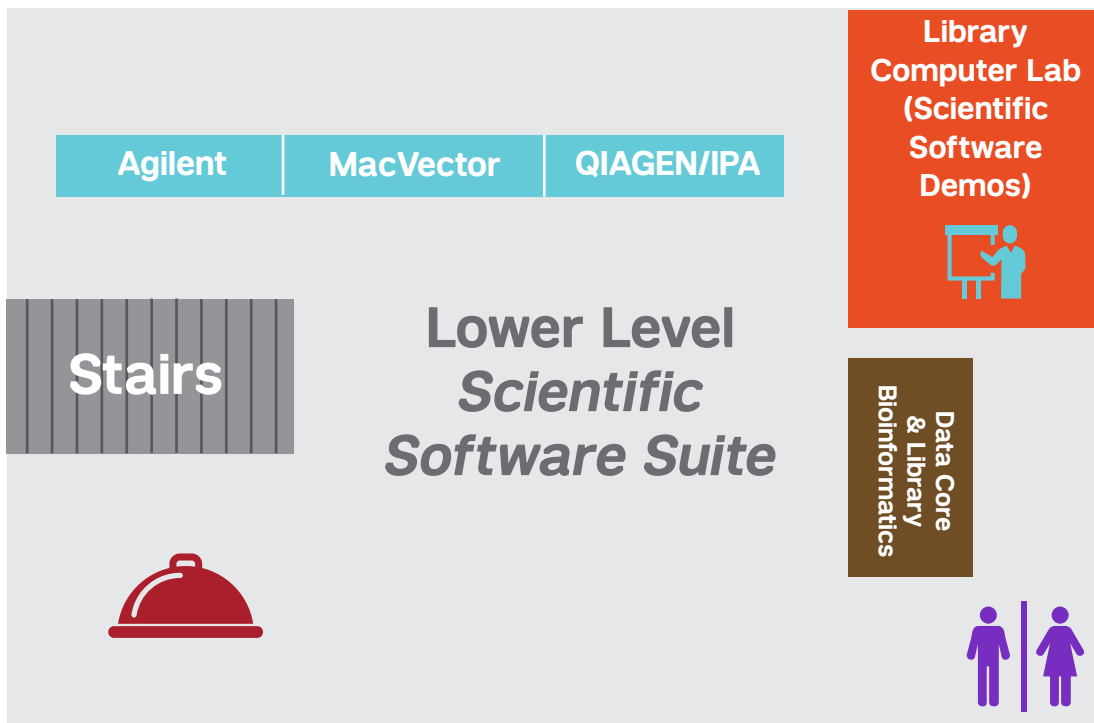 Library
Computer Lab
(Scientific
Software
Demos)
Agilent
MacVector
QIAGEN/IPA
Stairs
Lower Level
Scientific
Software Suite
Data Core
& Library
Bioinformatics